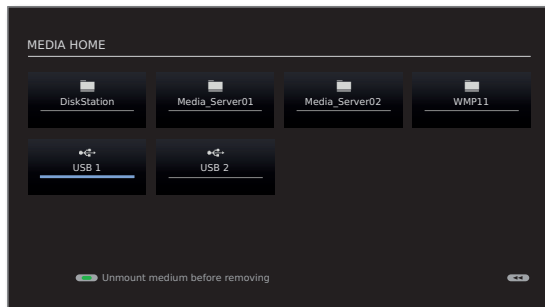 MEDIA HOME
DiskStation Media_Server01 Media_Server02 WMP11
USB 1 USB 2
Unmount medium before removing